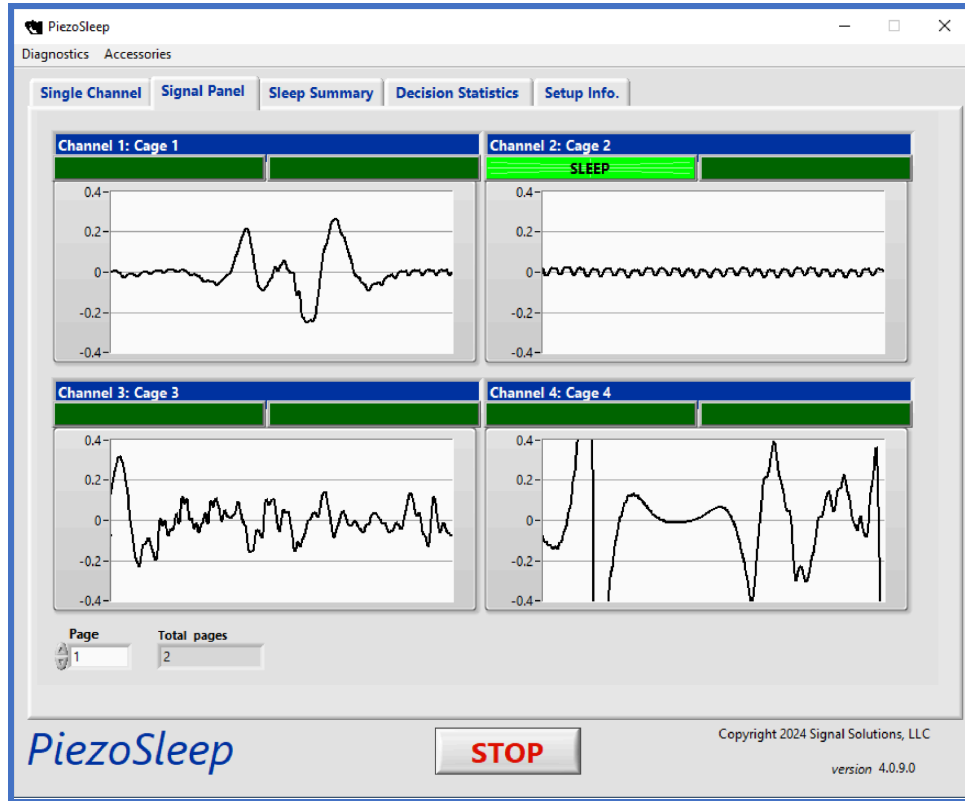 PiezoSleep
Diagnostics Accessories
Single Channel Signal Panel Sleep Summary Decision Statistics Setup Info.
Channel 1: Cage 1
0.4
0.2
0
-0.2
-0.4
Channel 2: Cage 2
SLEEP
0.4
0.2
0
-0.2
-0.4
Channel 3: Cage 3
0.4
0.2
0
-0.2
-0.4
Channel 4: Cage 4
0.4
0.2
0
-0.2
-0.4
Page Total pages
1 2
PiezoSleep
STOP
Copyright 2024 Signal Solutions, LLC
version 4.0.9.0